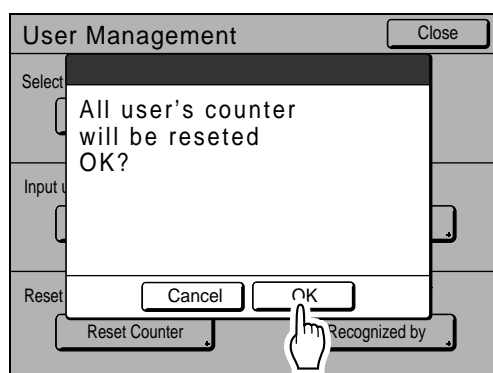 User Management
Close
Select
All user's counter
will be reseted
OK?
Input u
Reset
Cancel
OK
Reset Counter
Recognized by